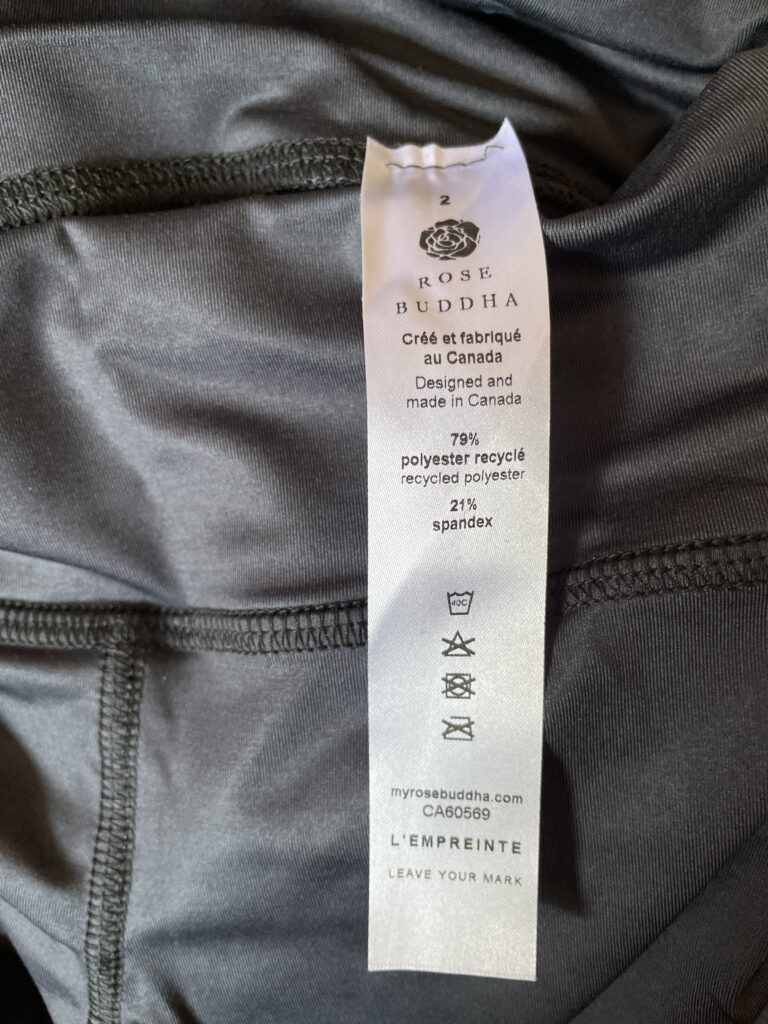 2
ROSE
BUDDHA
Créé et fabriqué
au Canada
Designed and
made in Canada
79%
polyester recyclé
recycled polyester
21%
spandex
40C
myrosebuddha.com
CA60569
L'EMPREINTE
LEAVE YOUR MARK